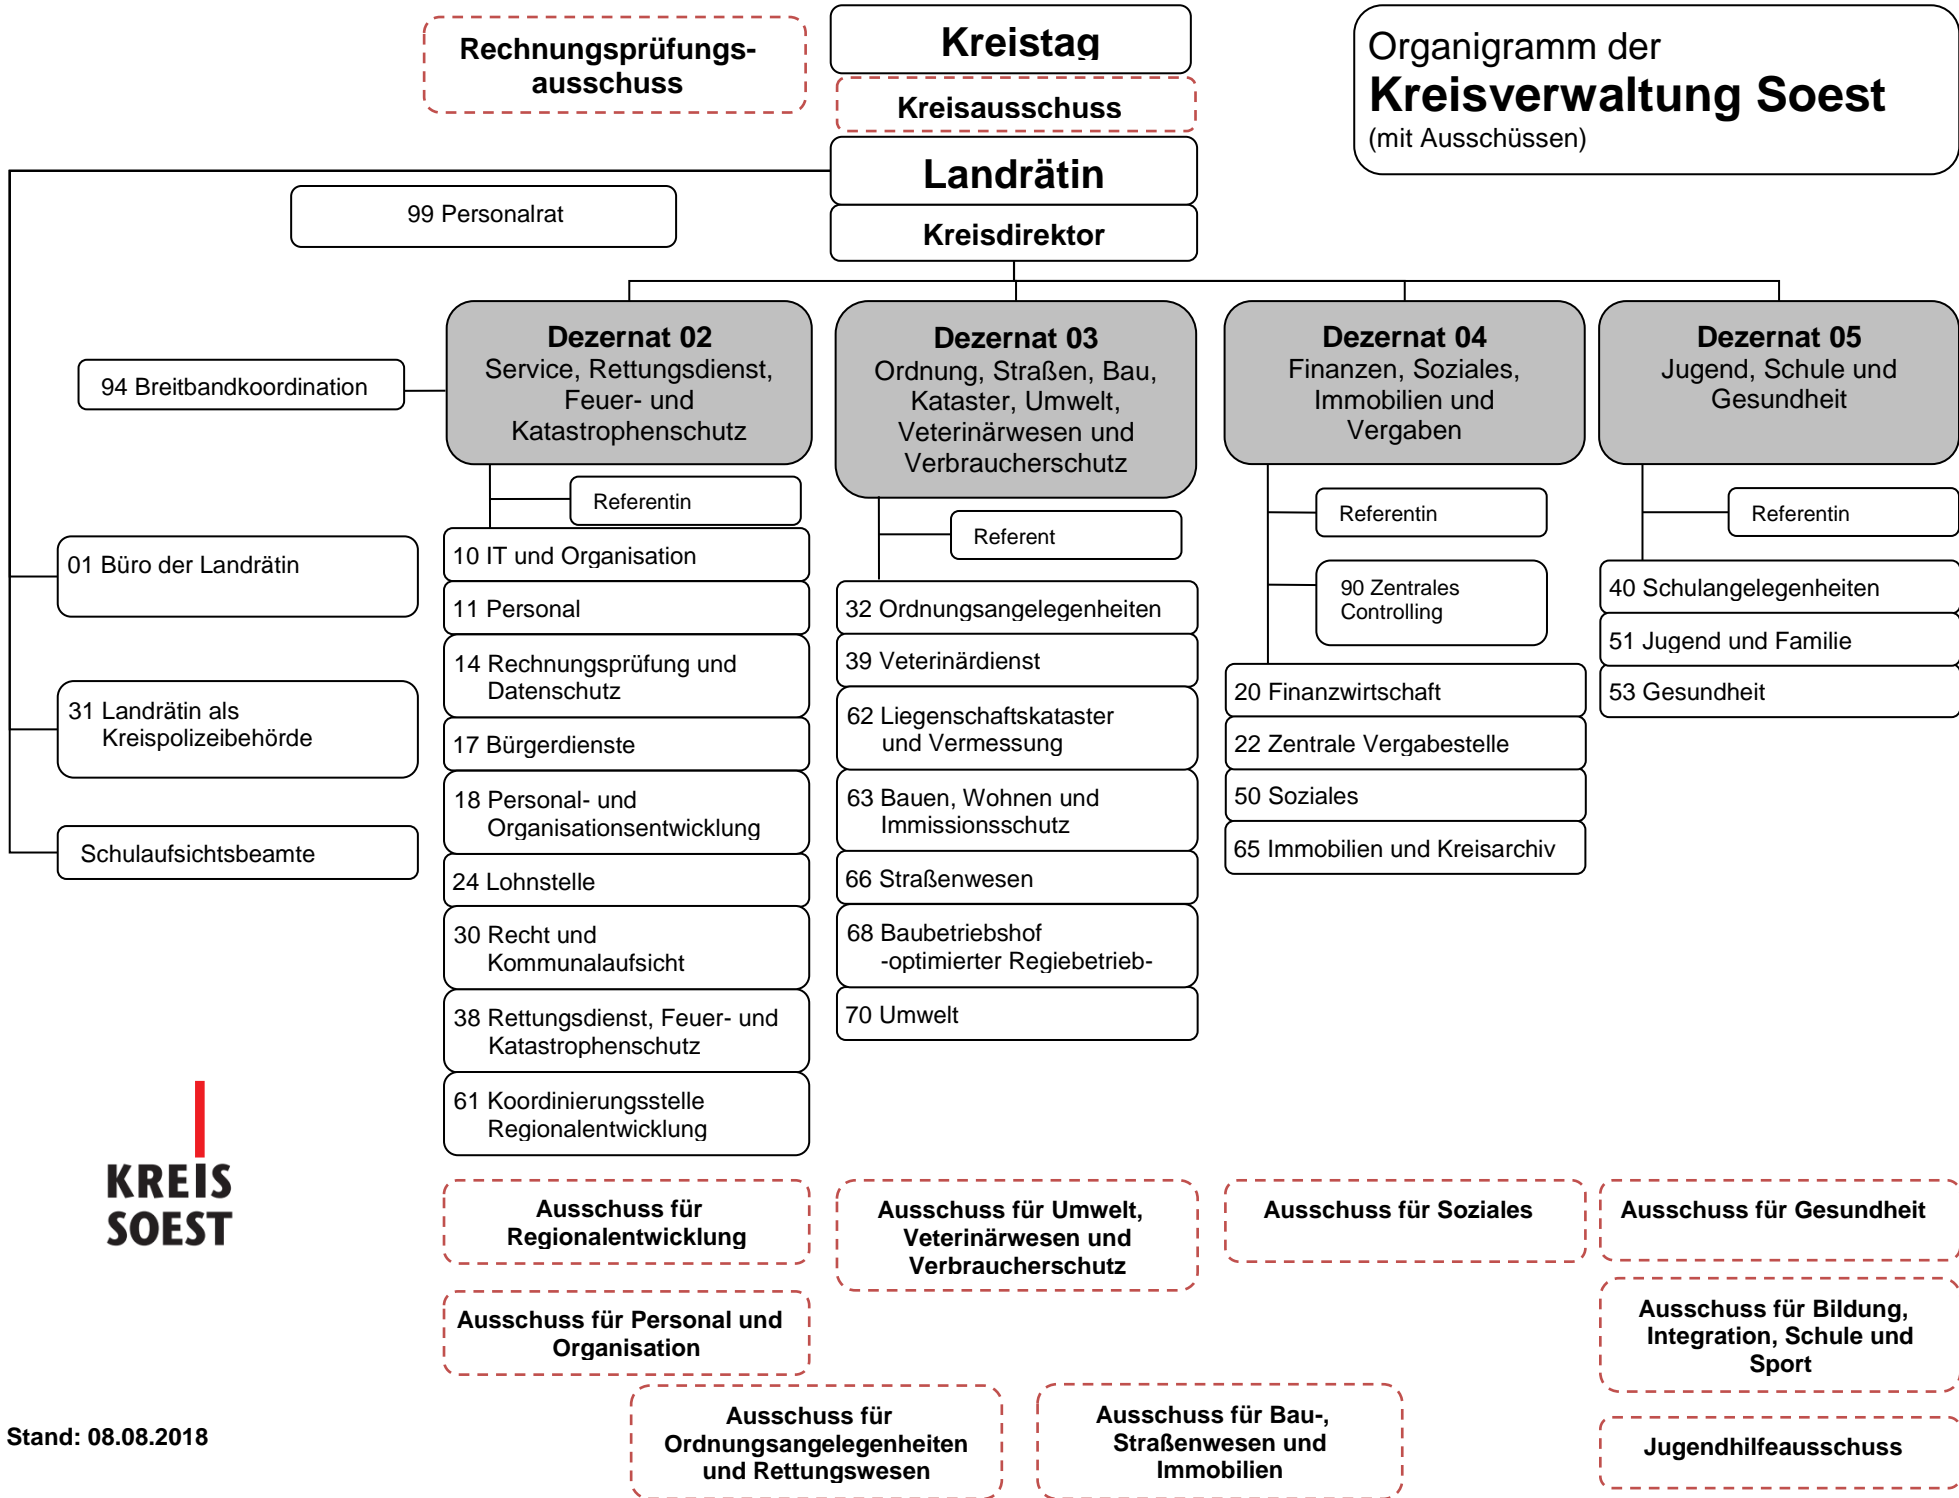 Rechnungsprüfungs-
ausschuss
Kreistag
Kreisausschuss
Landrätin
Kreisdirektor
Organigramm der
Kreisverwaltung Soest
(mit Ausschüssen)
99 Personalrat
94 Breitbandkoordination
01 Büro der Landrätin
31 Landrätin als
Kreispolizeibehörde
Schulaufsichtsbeamte
Dezernat 02
Service, Rettungsdienst,
Feuer- und
Katastrophenschutz
Referentin
10 IT und Organisation
11 Personal
14 Rechnungsprüfung und
Datenschutz
17 Bürgerdienste
18 Personal- und
Organisationsentwicklung
24 Lohnstelle
30 Recht und
Kommunalaufsicht
38 Rettungsdienst, Feuer- und
Katastrophenschutz
61 Koordinierungsstelle
Regionalentwicklung
Dezernat 03
Ordnung, Straßen, Bau,
Kataster, Umwelt,
Veterinärwesen und
Verbraucherschutz
Referent
32 Ordnungsangelegenheiten
39 Veterinärdienst
62 Liegenschaftskataster
und Vermessung
63 Bauen, Wohnen und
Immissionsschutz
66 Straßenwesen
68 Baubetriebshof
-optimierter Regiebetrieb-
70 Umwelt
Dezernat 04
Finanzen, Soziales,
Immobilien und
Vergaben
Referentin
90 Zentrales
Controlling
20 Finanzwirtschaft
22 Zentrale Vergabestelle
50 Soziales
65 Immobilien und Kreisarchiv
Dezernat 05
Jugend, Schule und
Gesundheit
Referentin
40 Schulangelegenheiten
51 Jugend und Familie
53 Gesundheit
KREIS
SOEST
Ausschuss für
Regionalentwicklung
Ausschuss für Umwelt,
Veterinärwesen und
Verbraucherschutz
Ausschuss für Soziales
Ausschuss für Gesundheit
Ausschuss für Personal und
Organisation
Ausschuss für Bildung,
Integration, Schule und
Sport
Ausschuss für
Ordnungsangelegenheiten
und Rettungswesen
Ausschuss für Bau-,
Straßenwesen und
Immobilien
Jugendhilfeausschuss
Stand: 08.08.2018